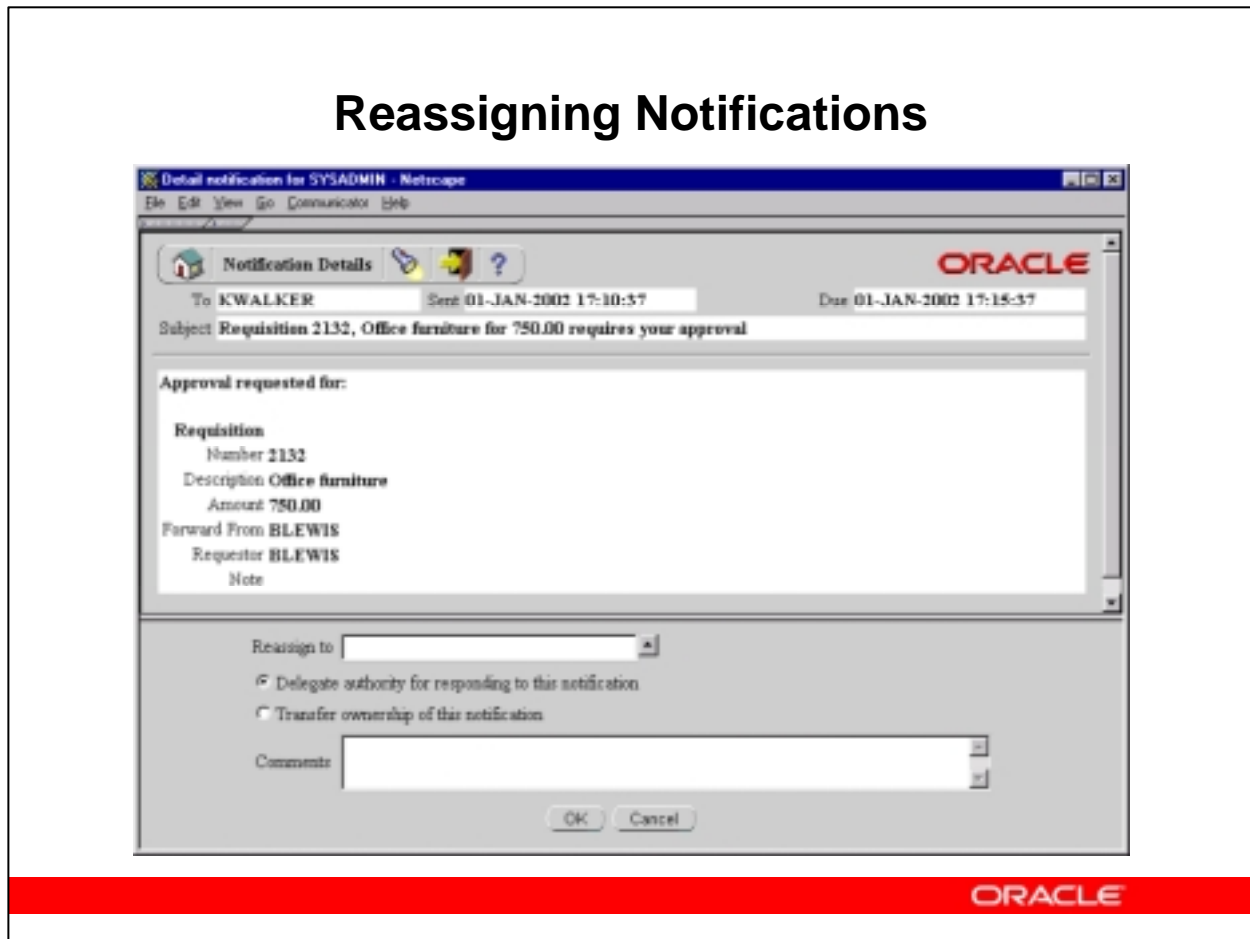 Reassigning Notifications
Detail notification for SYSADMIN - Netscape
File Edit View Go Communicator Help
Notification Details ? ORACLE
To KWALKER Sent 01-JAN-2002 17:10:37 Due 01-JAN-2002 17:15:37
Subject Requisition 2132, Office furniture for 750.00 requires your approval
Approval requested for:
Requisition
Number 2132
Description Office furniture
Amount 750.00
Forward From BLEWIS
Requestor BLEWIS
Note
Reassign to
Delegate authority for responding to this notification
Transfer ownership of this notification
Comments
OK Cancel
ORACLE